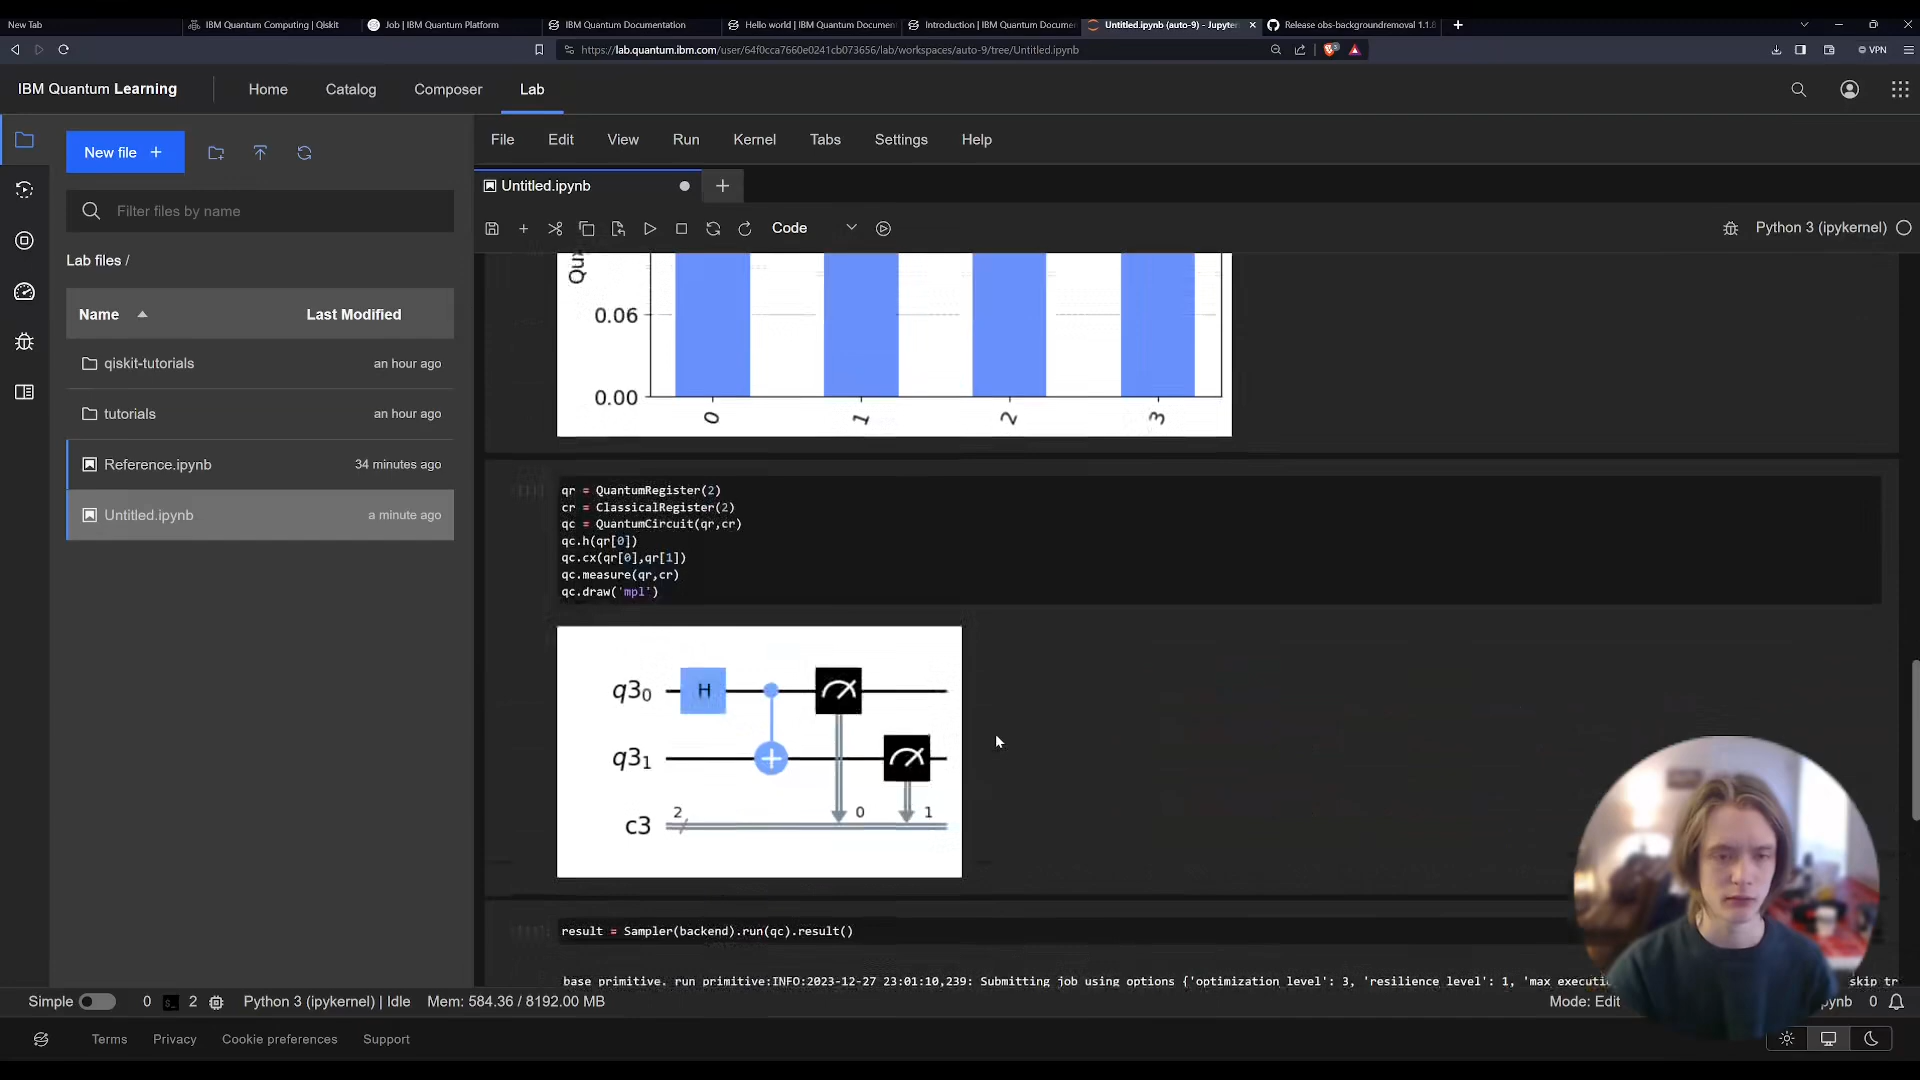 New Tab
IBM Quantum Computing | Qiskit
Job | IBM Quantum Platform
IBM Quantum Documentation
Hello world | IBM Quantum Documen
Introduction | IBM Quantum Docume
Untitled.ipynb (auto-9) - Jupyter
Release obs-backgroundremoval 1.1.8
https://lab.quantum.ibm.com/user/64f0cca7660e0241cb073656/lab/workspaces/auto-9/tree/Untitled.ipynb
VPN
IBM Quantum Learning
Home
Catalog
Composer
Lab
New file +
Filter files by name
Lab files /
Name
Last Modified
qiskit-tutorials
an hour ago
tutorials
an hour ago
Reference.ipynb
34 minutes ago
Untitled.ipynb
a minute ago
File
Edit
View
Run
Kernel
Tabs
Settings
Help
Untitled.ipynb
Code
Python 3 (ipykernel)
0.06
0.00
0
1
2
3
qr = QuantumRegister(2)
cr = ClassicalRegister(2)
qc = QuantumCircuit(qr,cr)
qc.h(qr[0])
qc.cx(qr[0],qr[1])
qc.measure(qr,cr)
qc.draw('mpl')
q3₀
H
q3₁
c3
2
0
1
result = Sampler(backend).run(qc).result()
base_primitive._run_primitive:INFO:2023-12-27 23:01:10,239: Submitting job using options {'optimization_level': 3, 'resilience_level': 1, 'max_executi
skip_tr
Simple
0
2
Python 3 (ipykernel) | Idle
Mem: 584.36 / 8192.00 MB
Mode: Edit
pynb
0
Terms
Privacy
Cookie preferences
Support